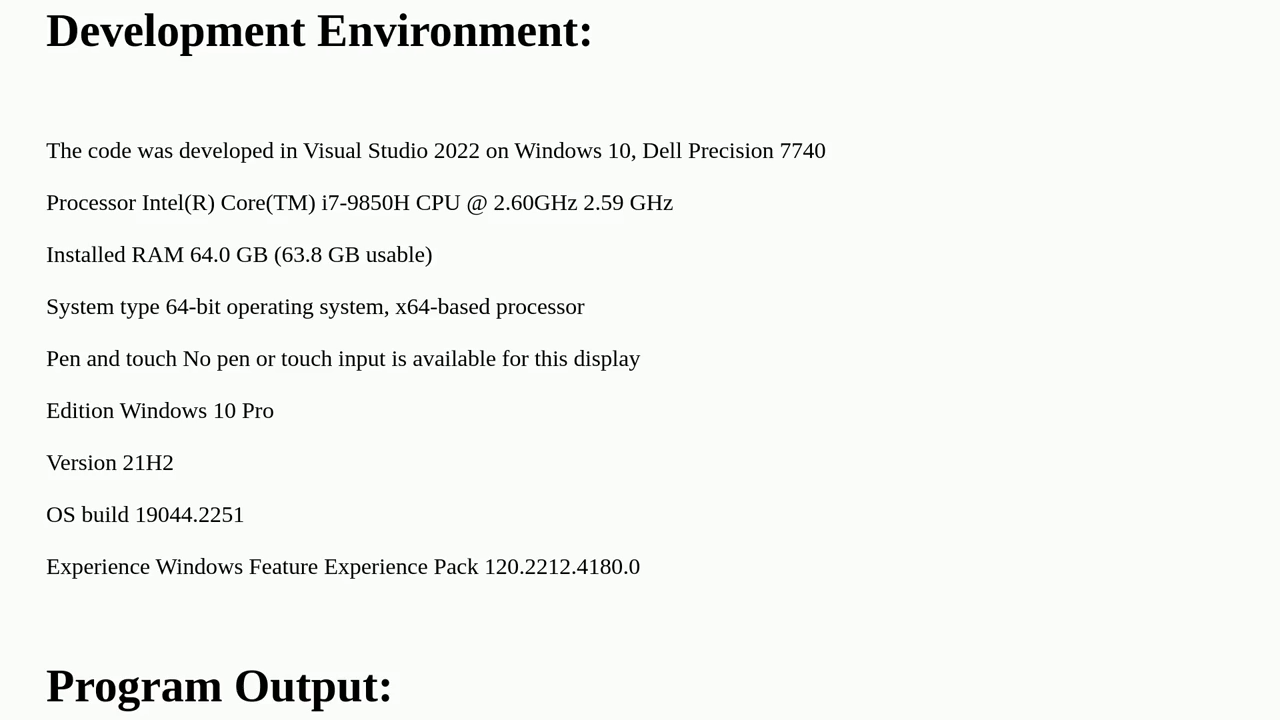 Development Environment:
The code was developed in Visual Studio 2022 on Windows 10, Dell Precision 7740
Processor Intel(R) Core(TM) i7-9850H CPU @ 2.60GHz 2.59 GHz
Installed RAM 64.0 GB (63.8 GB usable)
System type 64-bit operating system, x64-based processor
Pen and touch No pen or touch input is available for this display
Edition Windows 10 Pro
Version 21H2
OS build 19044.2251
Experience Windows Feature Experience Pack 120.2212.4180.0
Program Output: